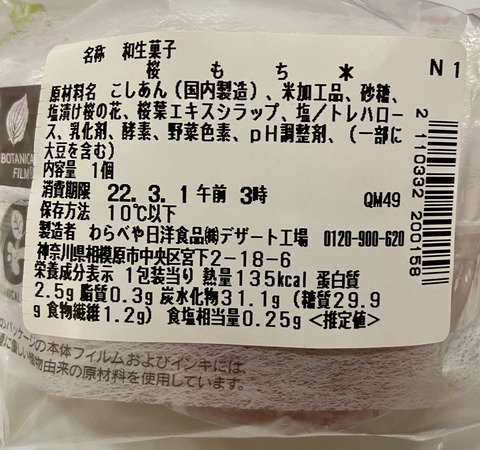 名称 和生菓子
桜もち＊ N1
原材料名 こしあん（国内製造）、米加工品、砂糖、
塩漬け桜の花、桜葉エキスシラップ、塩／トレハロー
ス、乳化剤、酵素、野菜色素、pH調整剤、（一部に
大豆を含む）
内容量 1個
消費期限 22.3.1午前3時 QM49
保存方法 10℃以下
製造者 わらべや日洋食品㈱デザート工場 0120-900-620
神奈川県相模原市中央区宮下2-18-6
栄養成分表示 1包装当り 熱量135kcal 蛋白質
2.5g 脂質0.3g 炭水化物31.1g（糖質29.9
g 食物繊維1.2g）食塩相当量0.25g＜推定値＞
2 110332 200158
BOTANICAL
FILM
のパッケージの本体フィルムおよびインキには、
に優しい植物由来の原材料を使用しています。